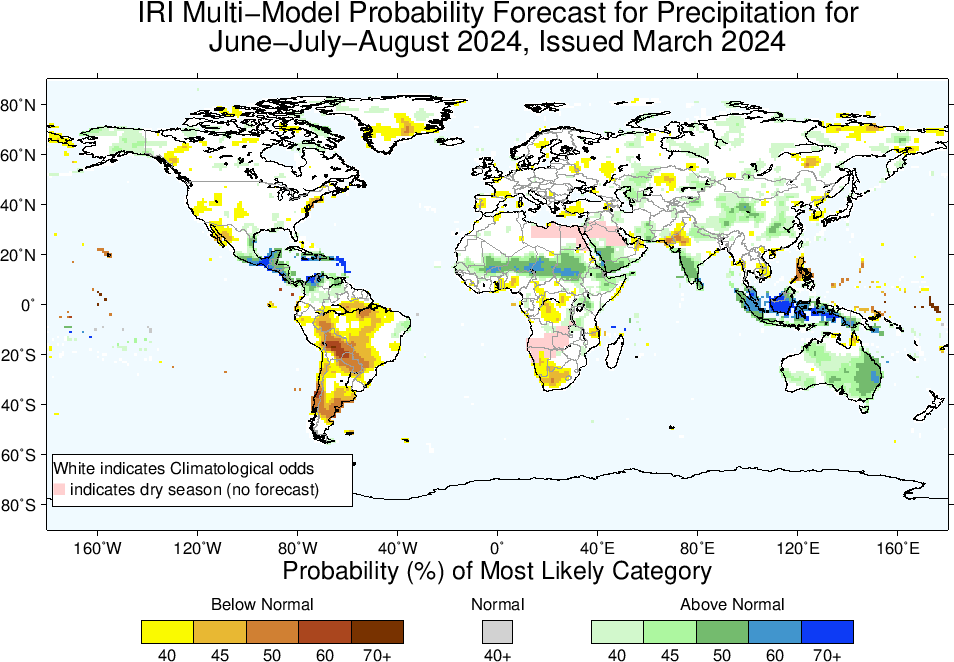 IRI Multi−Model Probability Forecast for Precipitation for
June−July−August 2024, Issued March 2024
80˚N
60˚N
40˚N
20˚N
0˚
20˚S
40˚S
60˚S
80˚S
White indicates Climatological odds
indicates dry season (no forecast)
160˚W 120˚W 80˚W 40˚W 0˚ 40˚E 80˚E 120˚E 160˚E
Probability (%) of Most Likely Category
Below Normal Normal Above Normal
40 45 50 60 70+ 40+ 40 45 50 60 70+